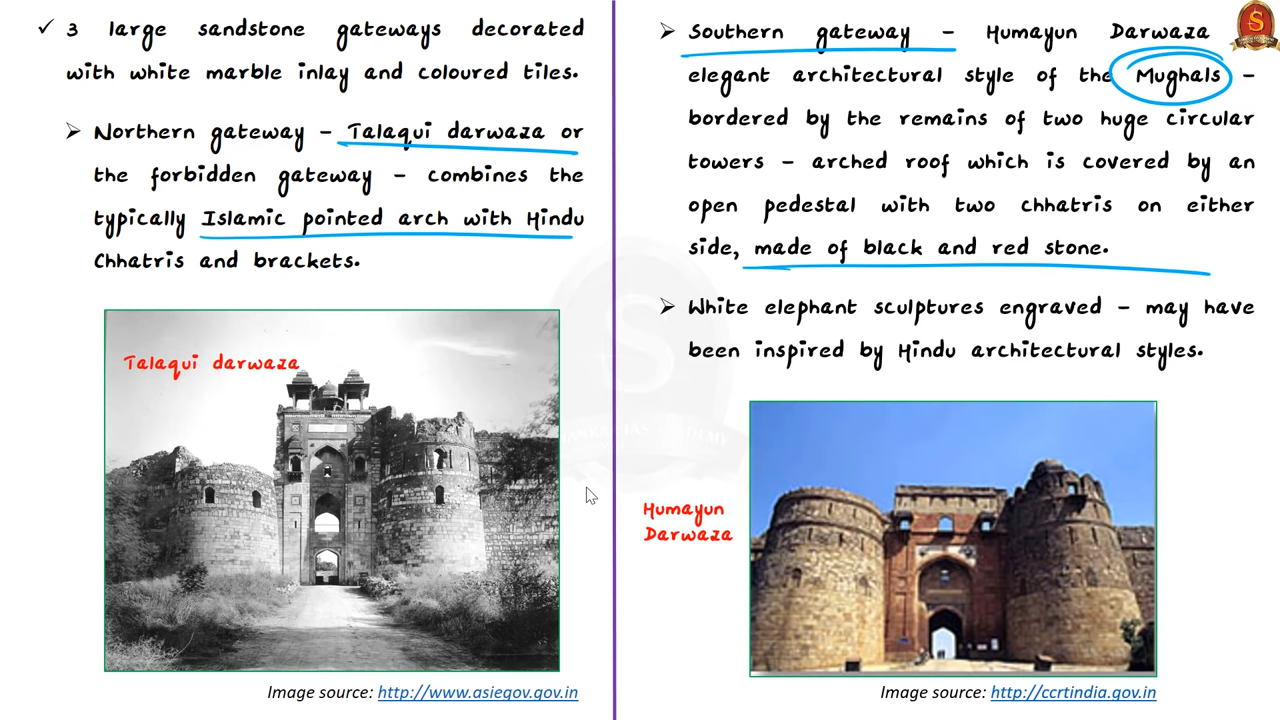 ✓ 3 large sandstone gateways decorated
with white marble inlay and coloured tiles.
➢ Northern gateway – Talaqui darwaza or
the forbidden gateway – combines the
typically Islamic pointed arch with Hindu
Chhatris and brackets.
Talaqui darwaza
Image source: http://www.asiegov.gov.in
➢ Southern gateway – Humayun Darwaza
elegant architectural style of the Mughals –
bordered by the remains of two huge circular
towers – arched roof which is covered by an
open pedestal with two chhatris on either
side, made of black and red stone.
➢ White elephant sculptures engraved – may have
been inspired by Hindu architectural styles.
Humayun
Darwaza
Image source: http://ccrtindia.gov.in